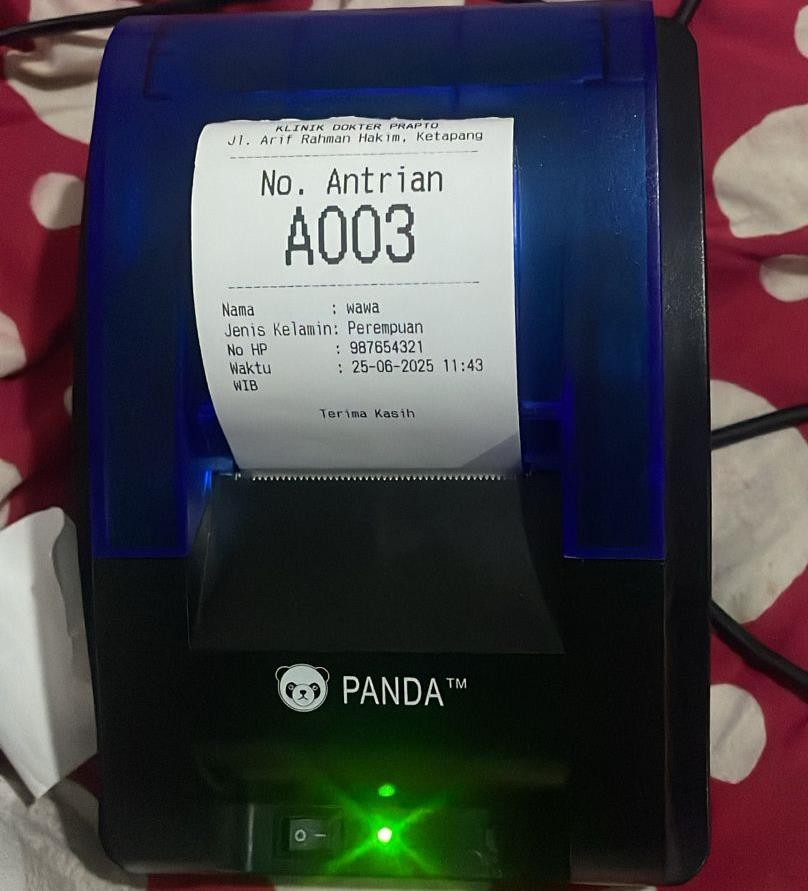 KLINIK DOKTER PRAPTO
Jl. Arif Rahman Hakim, Ketapang
No. Antrian
A003
Nama : wawa
Jenis Kelamin: Perempuan
No HP : 987654321
Waktu : 25-06-2025 11:43
WIB
Terima Kasih
PANDA™